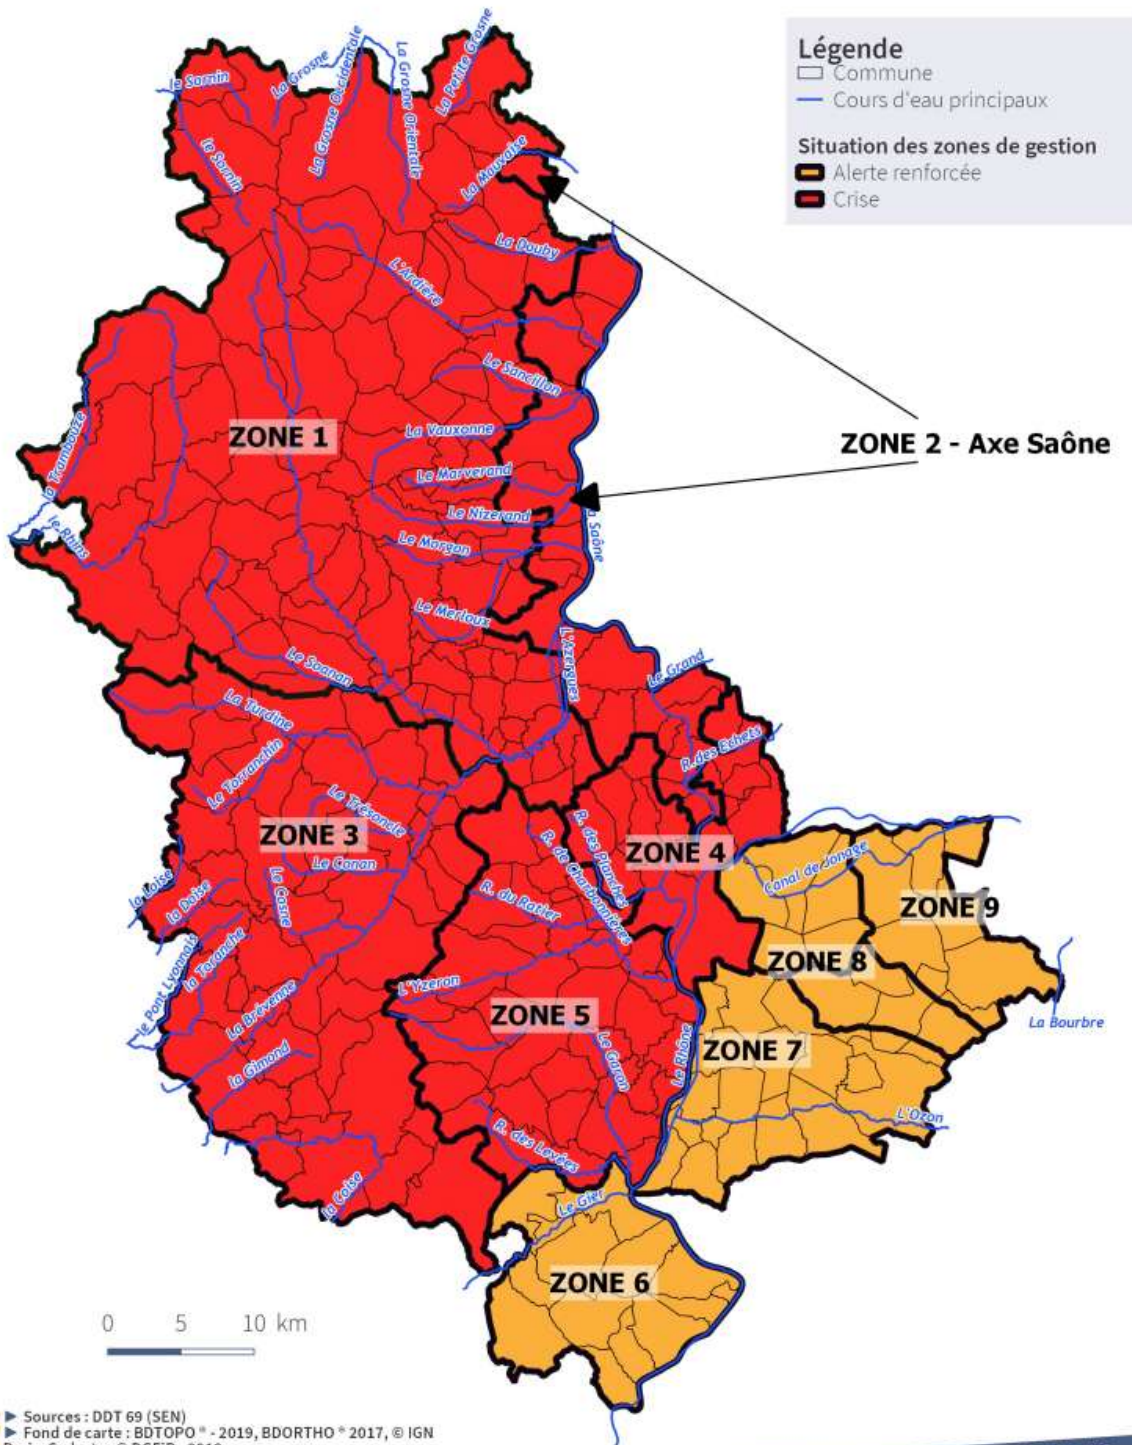 Légende
Commune
Cours d'eau principaux
Situation des zones de gestion
Alerte renforcée
Crise
le Sornin
La Grosne
La Grosne Occidentale
La Grosne Orientale
La Petite Grosne
le Sornin
La Mauvaise
La Douby
L'Ardière
Le Sancillon
ZONE 1
La Vauxonne
ZONE 2 - Axe Saône
la Trambouze
Le Marverand
Le Nizerand
la Saône
le Rhins
Le Morgon
Le Merloux
L'Azergues
Le Soanan
Le Grand
La Turdine
R. des Echets
Le Torranchin
Le Trésoncle
ZONE 3
R. des Planches
ZONE 4
R. de Charbonnières
Le Conan
Canal de Jonage
la Loise
la Doise
Le Cosne
R. du Ratier
ZONE 9
le Pont Lyonnais
la Toranche
ZONE 8
L'Yzeron
La Brévenne
ZONE 5
La Bourbre
ZONE 7
Le Rhône
la Gimond
Le Garon
L'Ozon
R. des Levées
la Coise
Le Gier
ZONE 6
0 5 10 km
► Sources : DDT 69 (SEN)
► Fond de carte : BDTOPO ® - 2019, BDORTHO ® 2017, © IGN